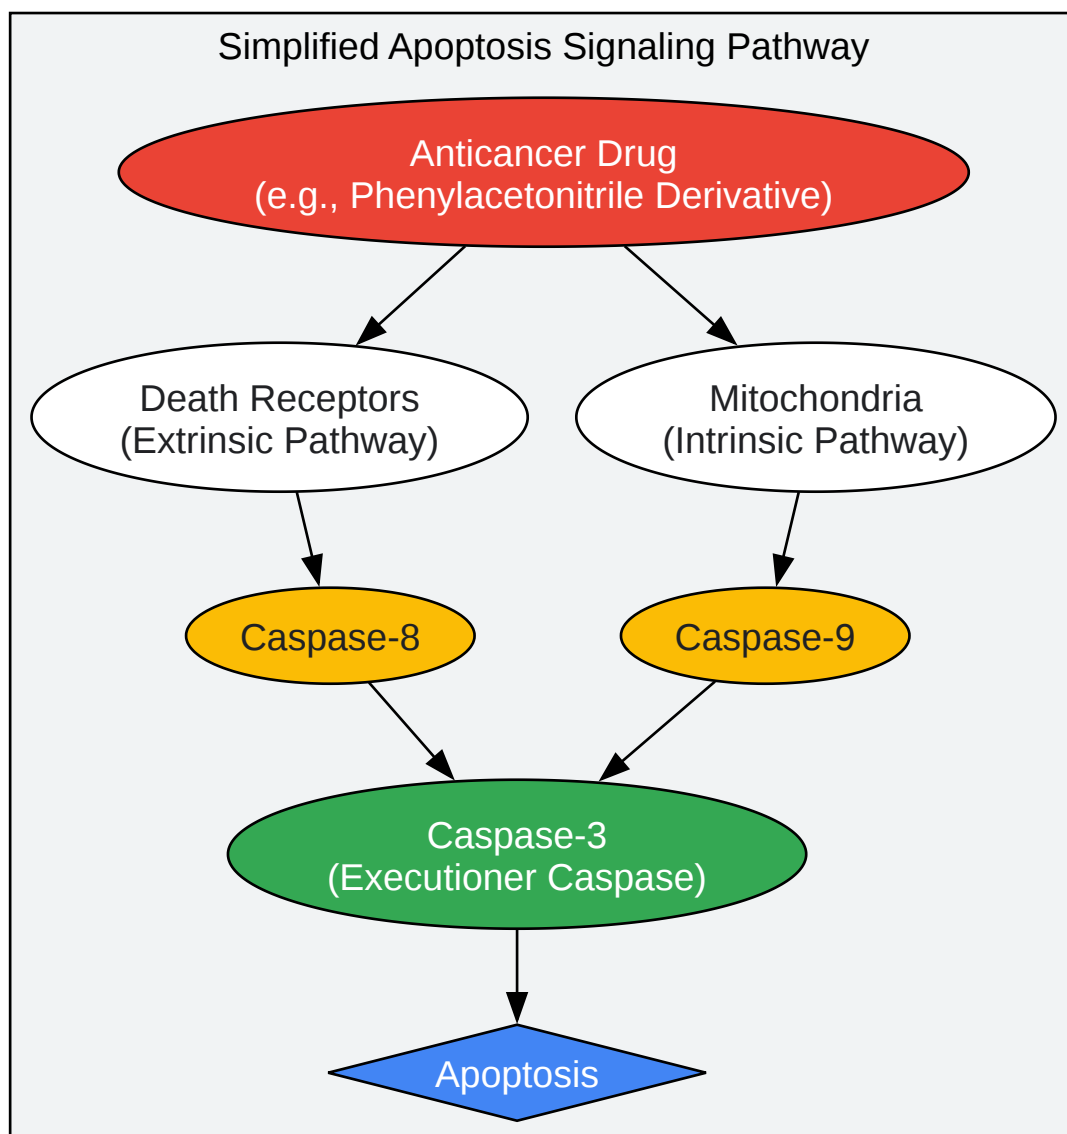 Simplified Apoptosis Signaling Pathway
Anticancer Drug
(e.g., Phenylacetonitrile Derivative)
Death Receptors
(Extrinsic Pathway)
Mitochondria
(Intrinsic Pathway)
Caspase-8
Caspase-9
Caspase-3
(Executioner Caspase)
Apoptosis